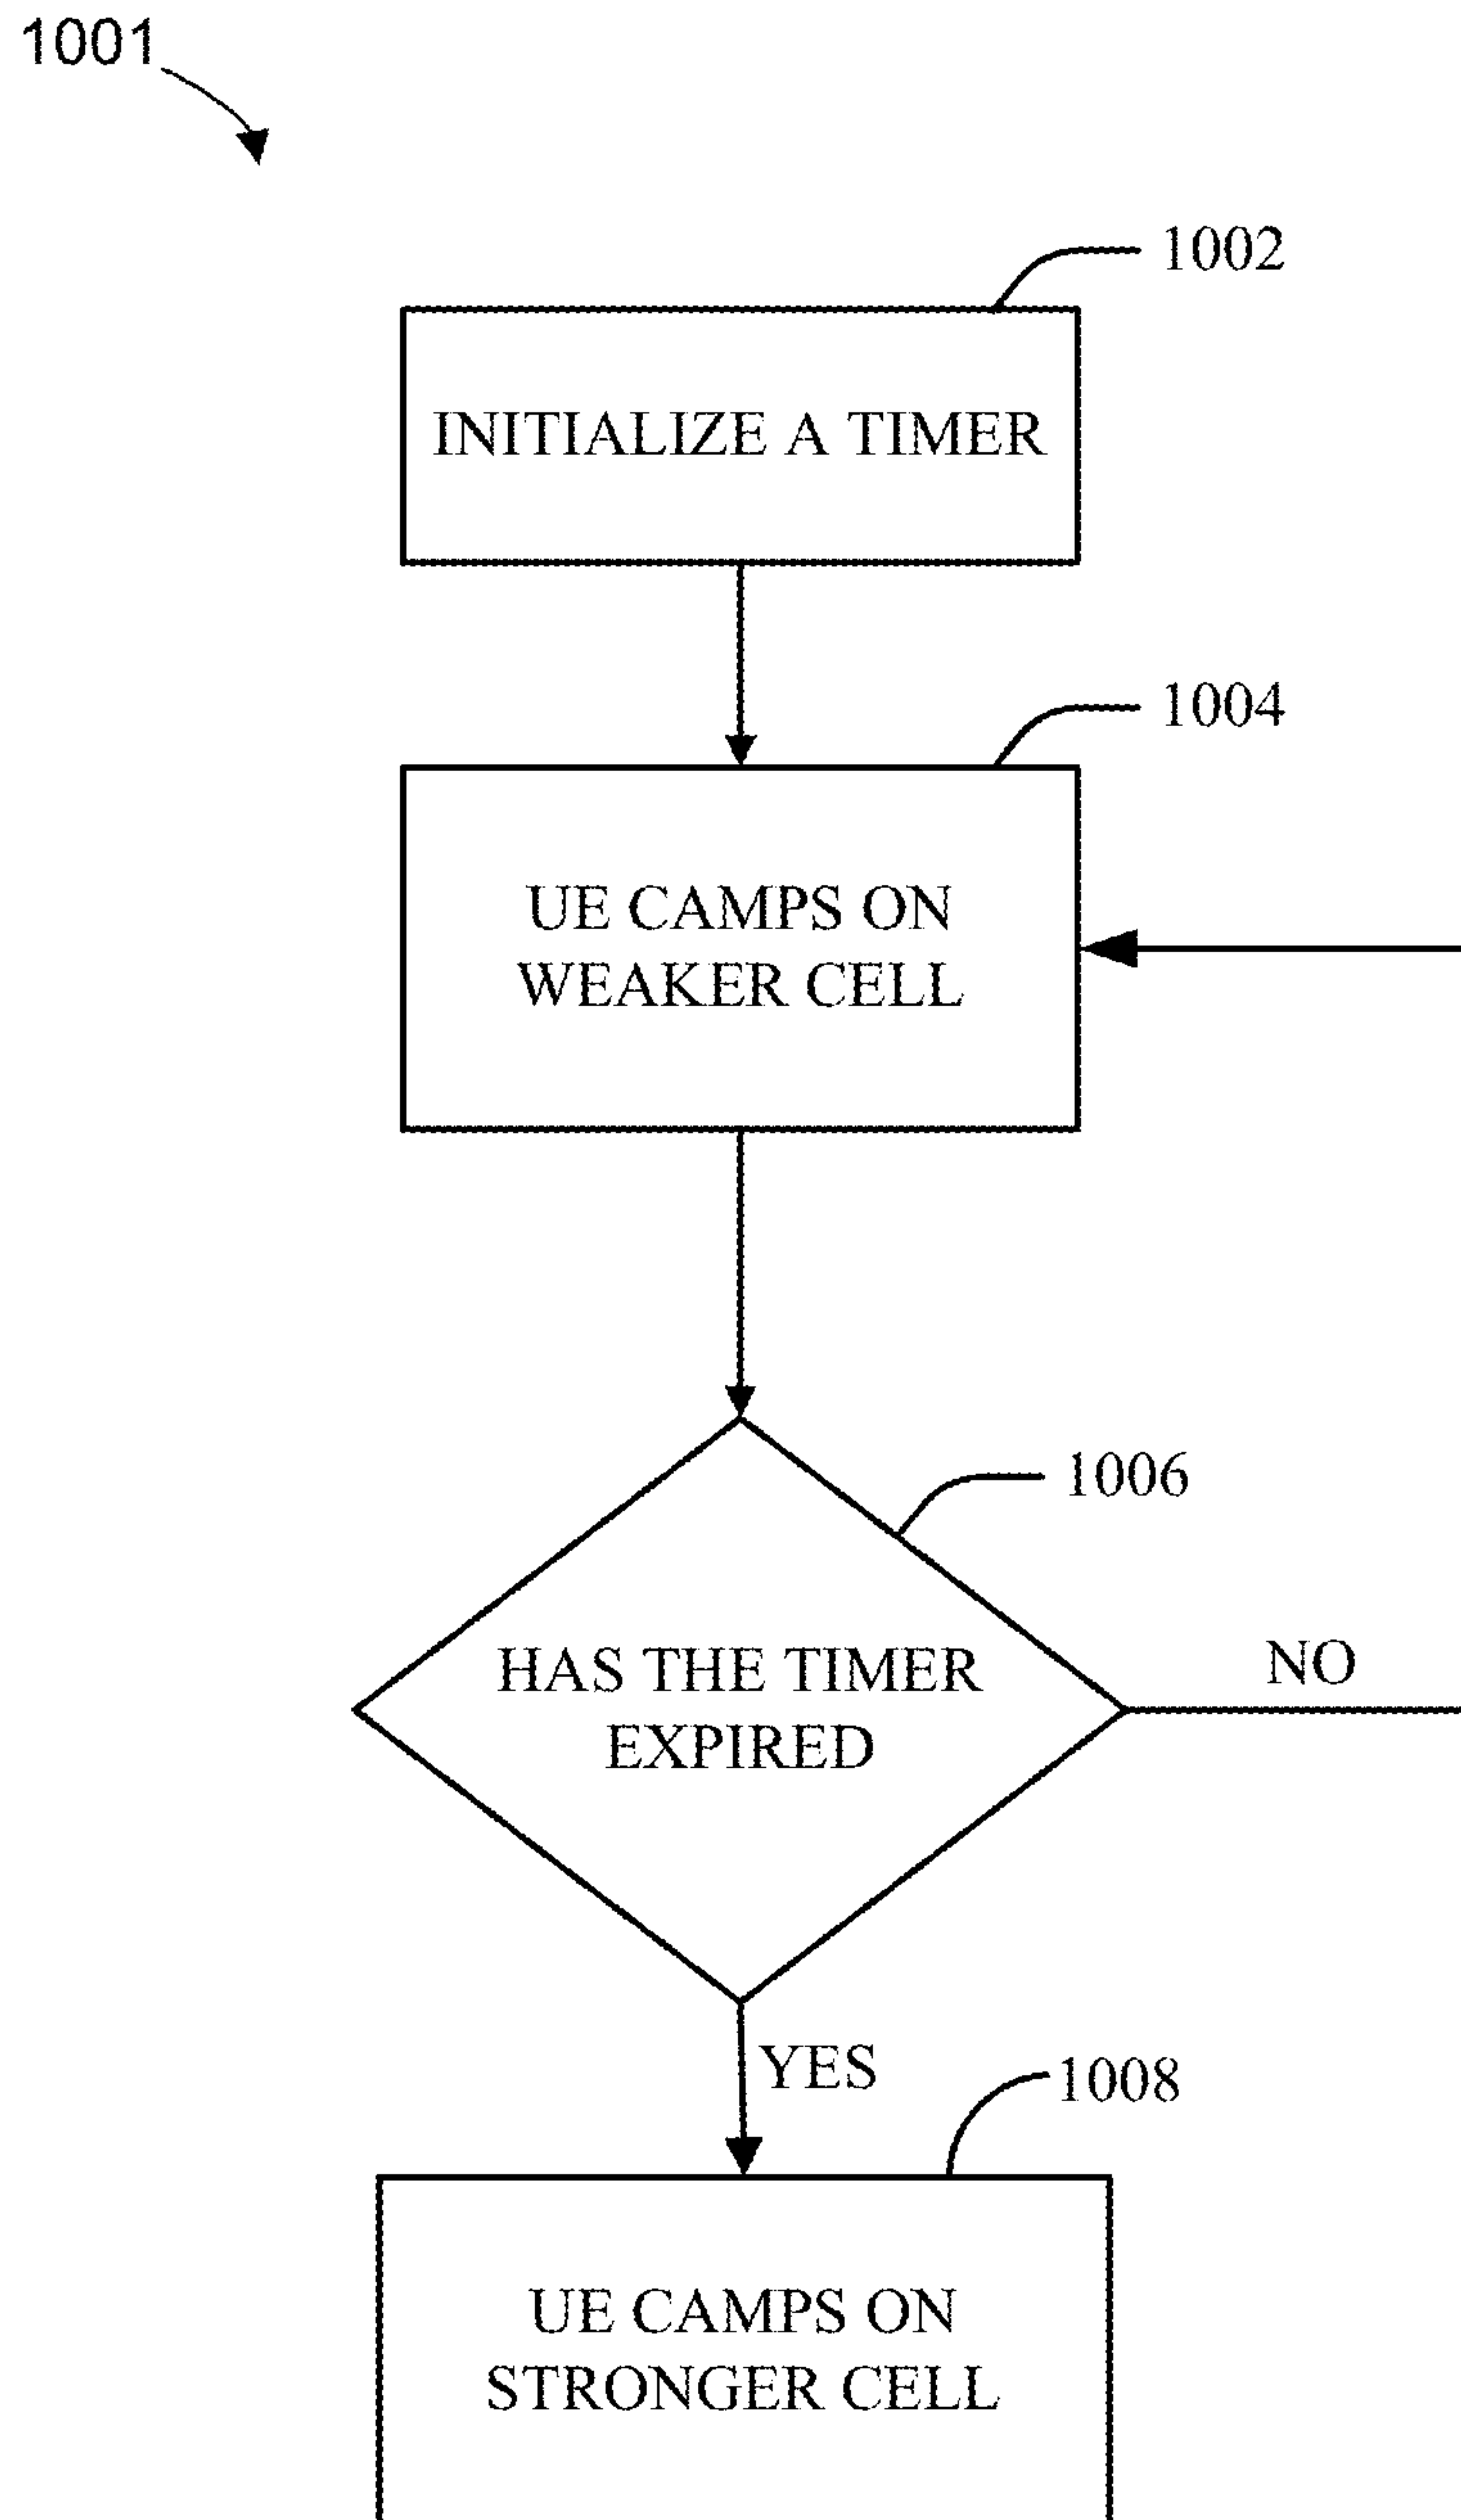 1001
1002
INITIALIZE A TIMER
1004
UE CAMPS ON
WEAKER CELL
1006
HAS THE TIMER
EXPIRED
NO
YES
1008
UE CAMPS ON
STRONGER CELL